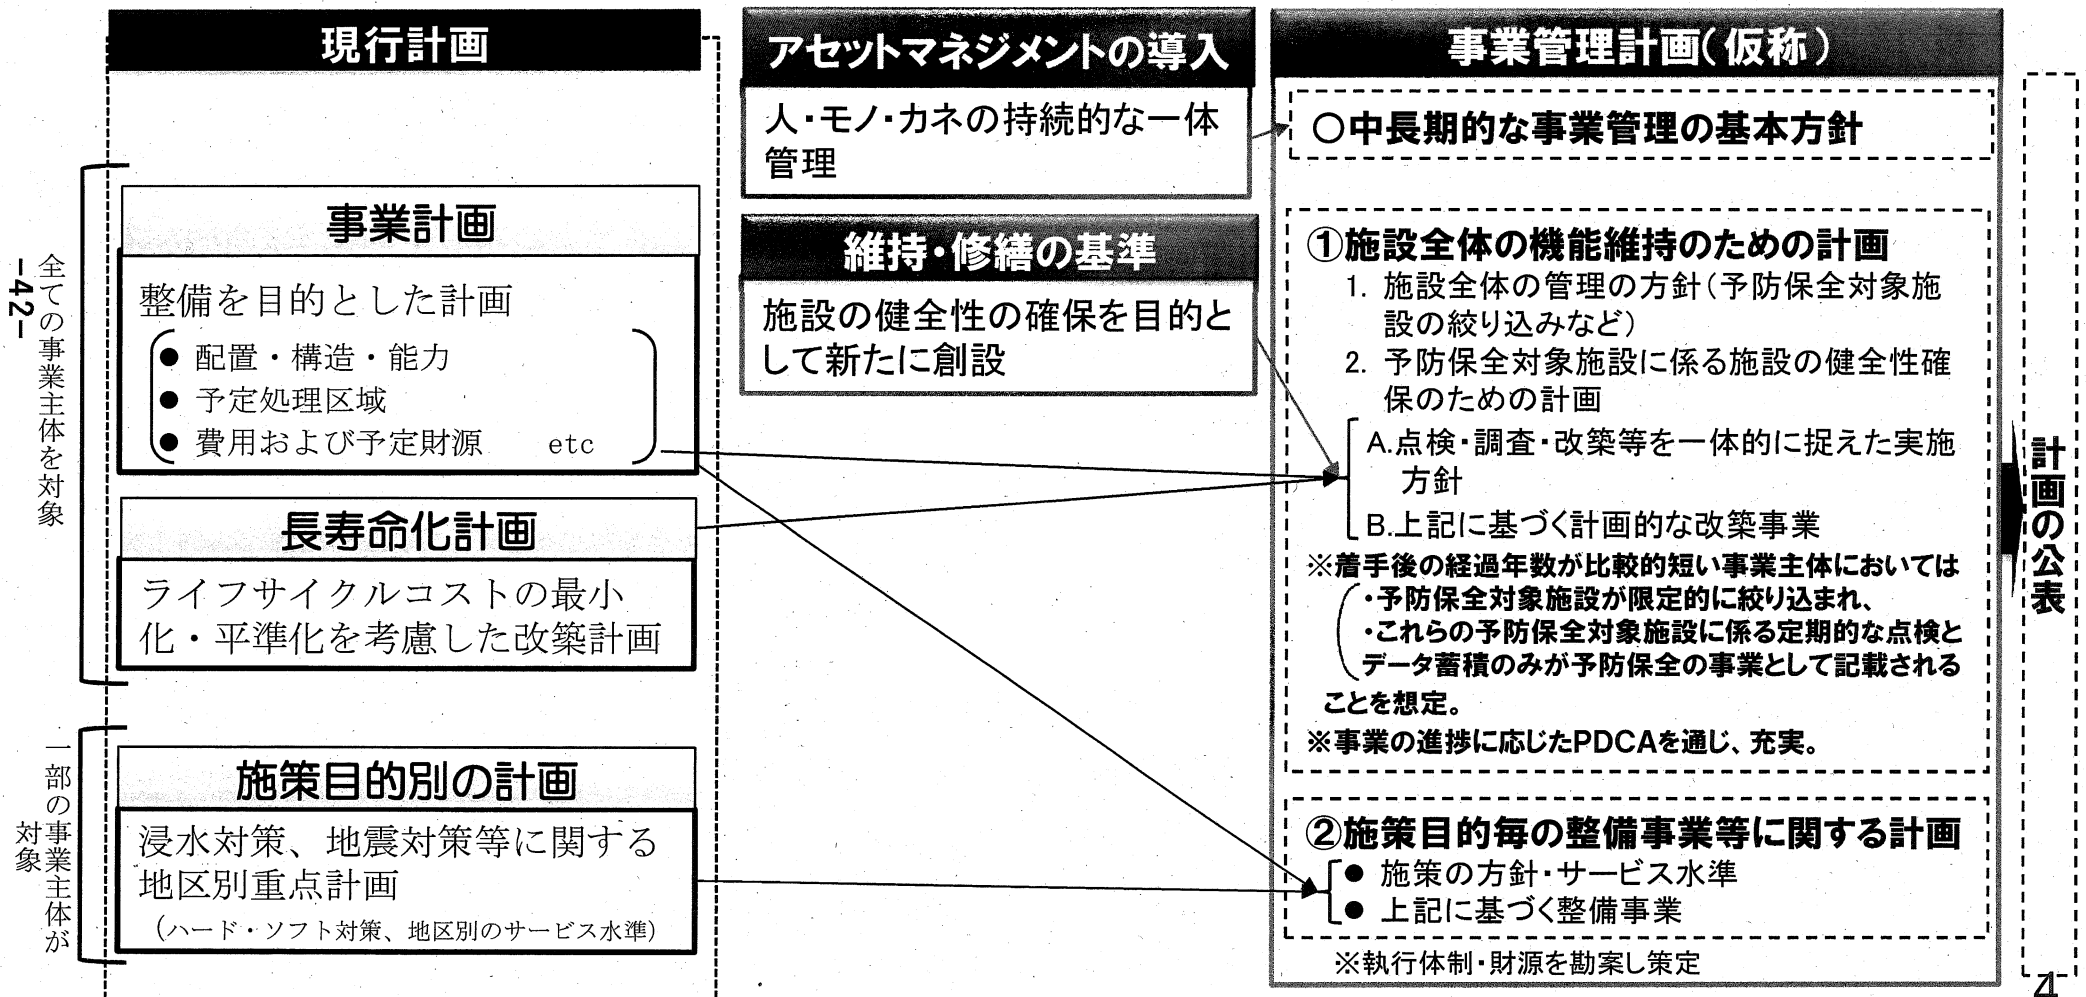 現行計画
全ての事業主体を対象
-42-
事業計画
整備を目的とした計画
● 配置・構造・能力
● 予定処理区域
● 費用および予定財源 etc
長寿命化計画
ライフサイクルコストの最小
化・平準化を考慮した改築計画
一部の事業主体が
対象
施策目的別の計画
浸水対策、地震対策等に関する
地区別重点計画
(ハード・ソフト対策、地区別のサービス水準)
アセットマネジメントの導入
人・モノ・カネの持続的な一体
管理
維持・修繕の基準
施設の健全性の確保を目的と
して新たに創設
事業管理計画(仮称)
○中長期的な事業管理の基本方針
①施設全体の機能維持のための計画
1. 施設全体の管理の方針(予防保全対象施
設の絞り込みなど)
2. 予防保全対象施設に係る施設の健全性確
保のための計画
A.点検・調査・改築等を一体的に捉えた実施
方針
B.上記に基づく計画的な改築事業
※着手後の経過年数が比較的短い事業主体においては
・予防保全対象施設が限定的に絞り込まれ、
・これらの予防保全対象施設に係る定期的な点検と
データ蓄積のみが予防保全の事業として記載される
ことを想定。
※事業の進捗に応じたPDCAを通じ、充実。
②施策目的毎の整備事業等に関する計画
● 施策の方針・サービス水準
● 上記に基づく整備事業
※執行体制・財源を勘案し策定
計画の公表
4